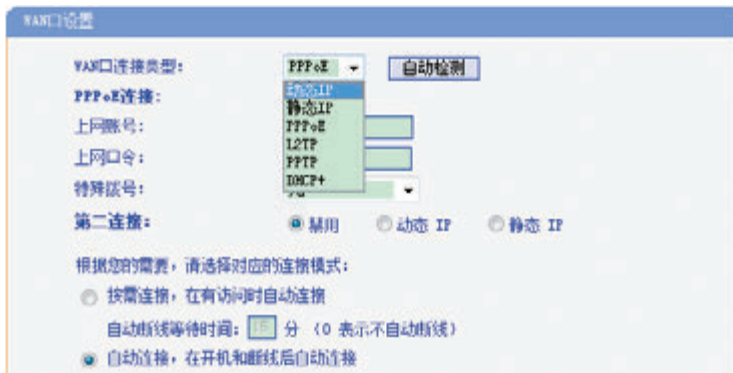 WAN口设置
WAN口连接类型: PPPoE 自动检测
PPPoE连接:
动态IP
静态IP
PPPoE
L2TP
PPTP
DHCP+
上网账号:
上网口令:
特殊拨号:
第二连接: 禁用 动态 IP 静态 IP
根据您的需要，请选择对应的连接模式:
按需连接，在有访问时自动连接
自动断线等待时间: 15 分 (0 表示不自动断线)
自动连接，在开机和断线后自动连接